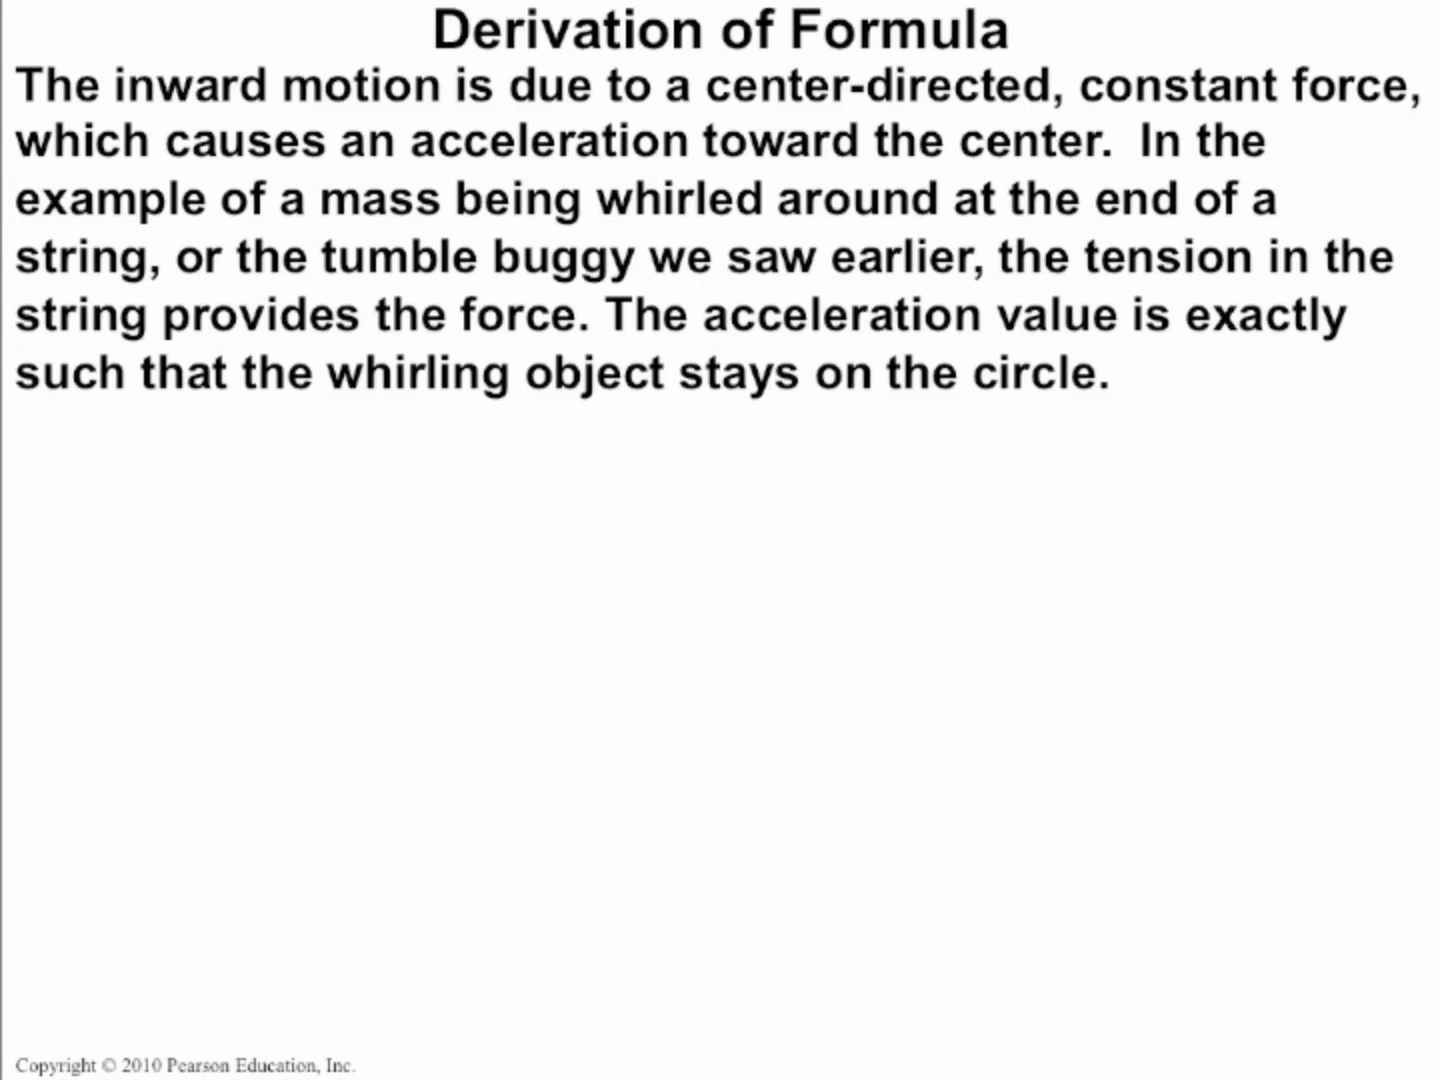 Derivation of Formula
The inward motion is due to a center-directed, constant force,
which causes an acceleration toward the center.  In the
example of a mass being whirled around at the end of a
string, or the tumble buggy we saw earlier, the tension in the
string provides the force. The acceleration value is exactly
such that the whirling object stays on the circle.
Copyright © 2010 Pearson Education, Inc.